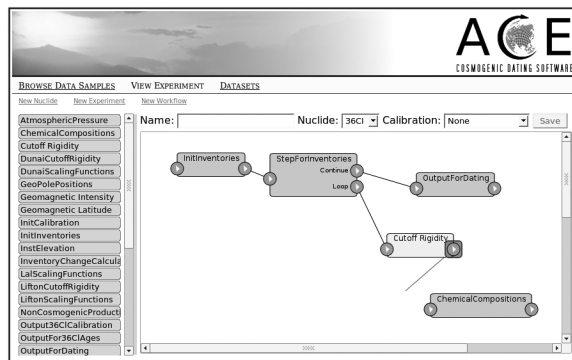 ACE
COSMOGENIC DATING SOFTWARE
BROWSE DATA SAMPLES VIEW EXPERIMENT DATASETS
New Nuclide New Experiment New Workflow
Name: Nuclide: 36Cl Calibration: None Save
AtmosphericPressure
ChemicalCompositions
Cutoff Rigidity
DunaiCutoffRigidity
DunaiScalingFunctions
GeoPolePositions
Geomagnetic Intensity
Geomagnetic Latitude
InitCalibration
InitInventories
InstElevation
InventoryChangeCalcula
LalScalingFunctions
LiftonCutoffRigidity
LiftonScalingFunctions
NonCosmogenicProducti
Output36ClCalibration
OutputFor36ClAges
OutputForDating
InitInventories
StepForInventories
Continue
Loop
OutputForDating
Cutoff Rigidity
ChemicalCompositions